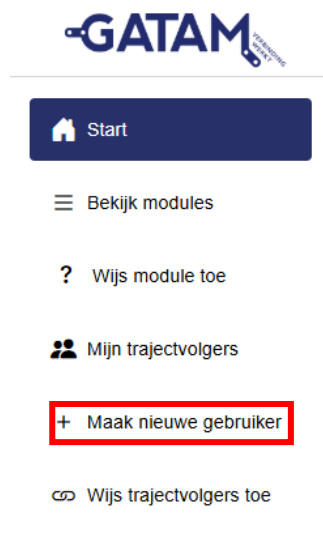 GATAM
VERBINDING
WERKT
Start
Bekijk modules
? Wijs module toe
Mijn trajectvolgers
+ Maak nieuwe gebruiker
Wijs trajectvolgers toe